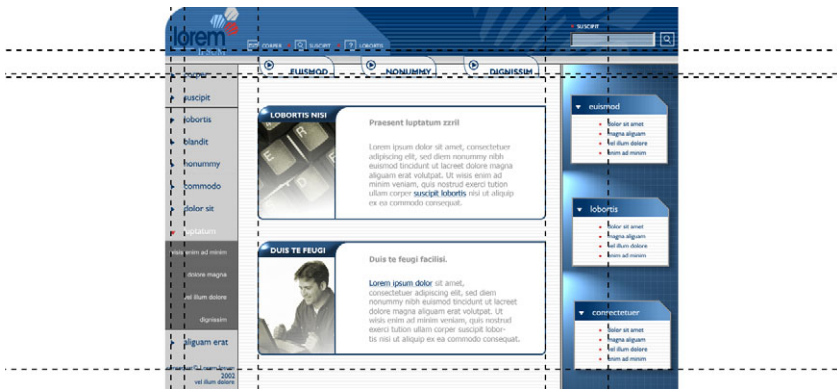 lorem
SUSCIPIT
COMMOD
SUSCIPIT
LOBORTIS
EUISMOD
NONUMMY
DIGNISSIM
suscipit
lobortis
blandit
nonummy
commodo
dolor sit
luptatum
wisi enim ad minim
dolore magna
vel illum dolore
dignissim
aliguam erat
2002
vel illum dolore
LOBORTIS NISI
Praesent luptatum zzril
Lorem ipsum dolor sit amet, consectetuer
adipiscing elit, sed diem nonummy nibh
euismod tincidunt ut lacreet dolore magna
aliguam erat volutpat. Ut wisis enim ad
minim veniam, quis nostrud exerci tution
ullam corper suscipit lobortis nisi ut aliquip
ex ea commodo consequat.
DUIS TE FEUGI
Duis te feugi facilisi.
Lorem ipsum dolor sit amet,
consectetuer adipiscing elit, sed diem
nonummy nibh euismod tincidunt ut lacreet
dolore magna aliguam erat volutpat. Ut
wisis enim ad minim veniam, quis nostrud
exerci tution ullam corper suscipit lobor-
tis nisi ut aliquip ex ea commodo consequat.
euismod
dolor sit amet
magna aliguam
vel illum dolore
enim ad minim
lobortis
dolor sit amet
magna aliguam
vel illum dolore
enim ad minim
consectetuer
dolor sit amet
magna aliguam
vel illum dolore
enim ad minim